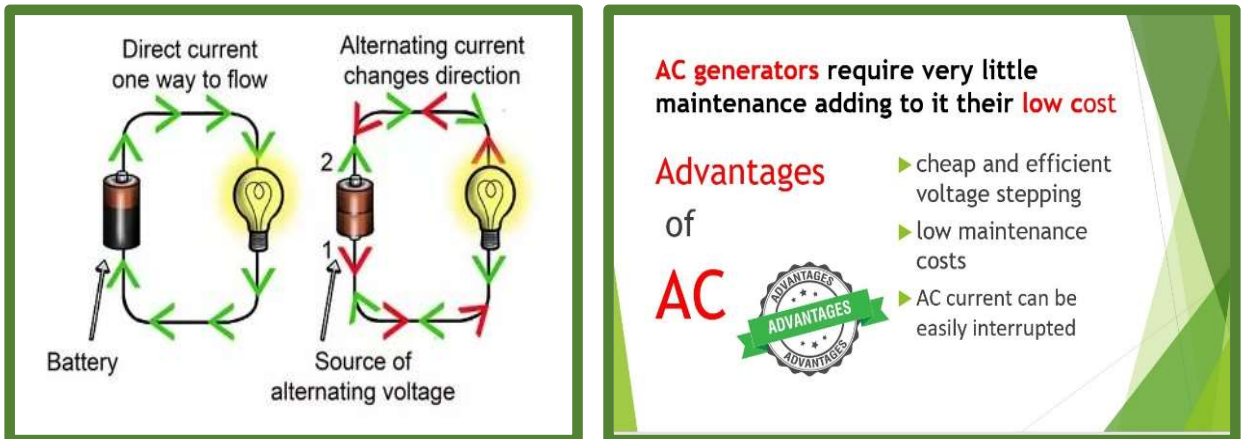 Direct current
one way to flow
Alternating current
changes direction
2
1
Battery
Source of
alternating voltage
AC generators require very little
maintenance adding to it their low cost
Advantages
of
AC
ADVANTAGES
ADVANTAGES
ADVANTAGES
cheap and efficient
voltage stepping
low maintenance
costs
AC current can be
easily interrupted